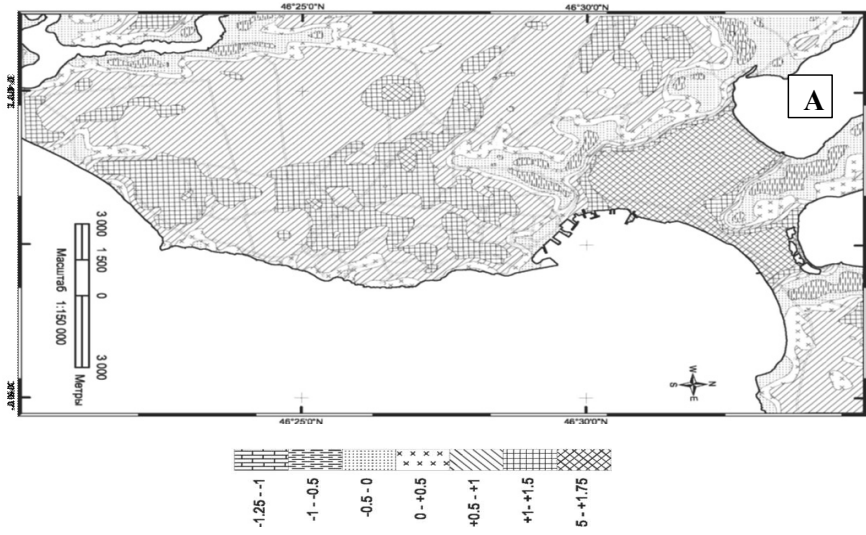 46°25'0"N
46°30'0"N
A
3 000 1 500 0 3 000
Масштаб 1:150 000 Метры
N
W
E
S
46°25'0"N
46°30'0"N
-1.25 - -1
-1 - -0.5
-0.5 - 0
0 - +0.5
+0.5 - +1
+1- +1.5
5 - +1.75